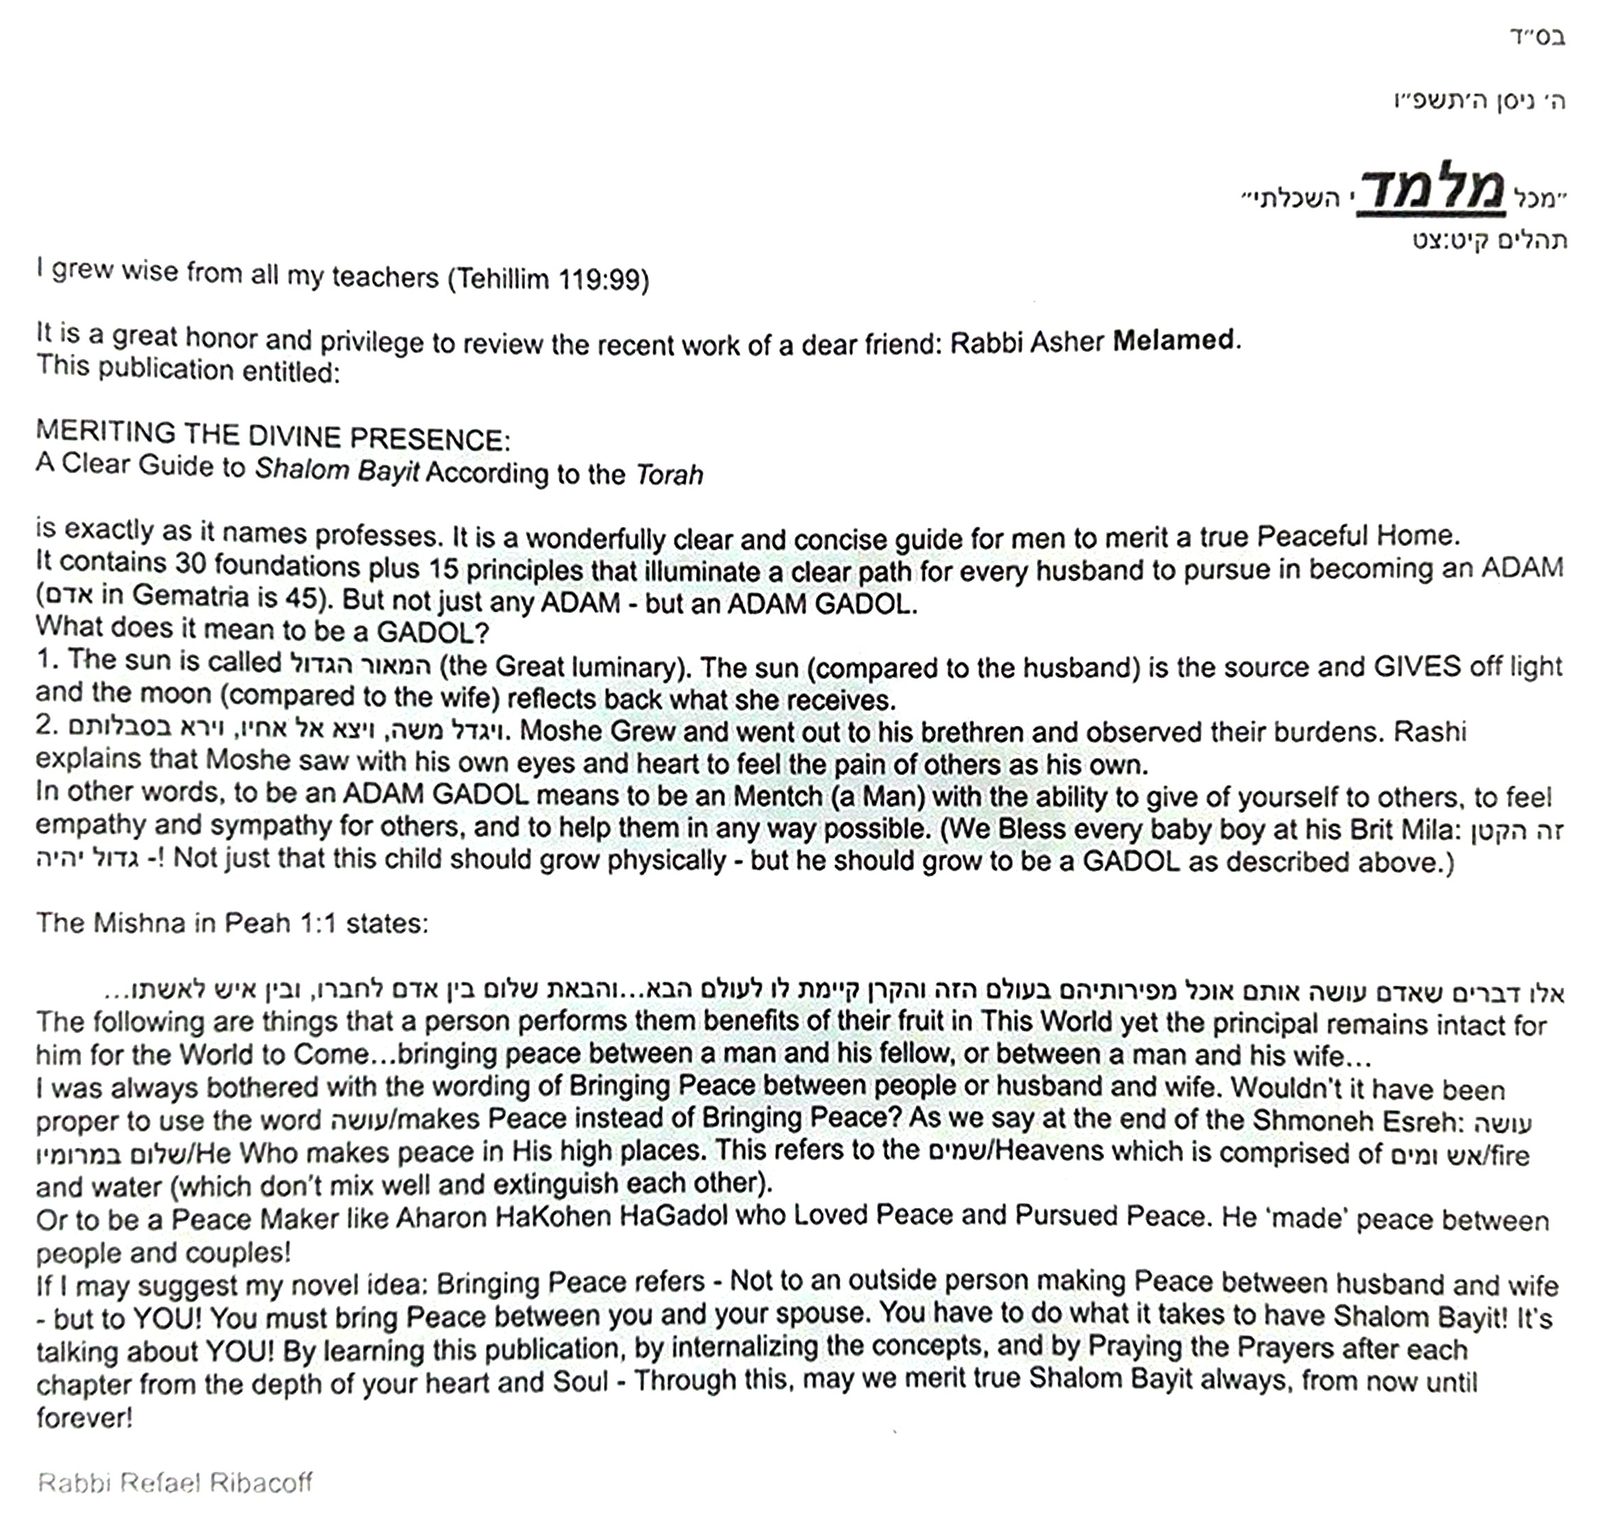 בס״ד
ה׳ ניסן ה׳תשפ״ו
״מכל מלמדי השכלתי״
תהלים קיט:צט
I grew wise from all my teachers (Tehillim 119:99)
It is a great honor and privilege to review the recent work of a dear friend: Rabbi Asher Melamed.
This publication entitled:
MERITING THE DIVINE PRESENCE:
A Clear Guide to Shalom Bayit According to the Torah
is exactly as it names professes. It is a wonderfully clear and concise guide for men to merit a true Peaceful Home.
It contains 30 foundations plus 15 principles that illuminate a clear path for every husband to pursue in becoming an ADAM
(אדם in Gematria is 45). But not just any ADAM - but an ADAM GADOL.
What does it mean to be a GADOL?
1. The sun is called המאור הגדול (the Great luminary). The sun (compared to the husband) is the source and GIVES off light
and the moon (compared to the wife) reflects back what she receives.
2. ויגדל משה, ויצא אל אחיו, וירא בסבלותם. Moshe Grew and went out to his brethren and observed their burdens. Rashi
explains that Moshe saw with his own eyes and heart to feel the pain of others as his own.
In other words, to be an ADAM GADOL means to be an Mentch (a Man) with the ability to give of yourself to others, to feel
empathy and sympathy for others, and to help them in any way possible. (We Bless every baby boy at his Brit Mila: זה הקטן
גדול יהיה -! Not just that this child should grow physically - but he should grow to be a GADOL as described above.)
The Mishna in Peah 1:1 states:
אלו דברים שאדם עושה אותם אוכל מפירותיהם בעולם הזה והקרן קיימת לו לעולם הבא...והבאת שלום בין אדם לחברו, ובין איש לאשתו...
The following are things that a person performs them benefits of their fruit in This World yet the principal remains intact for
him for the World to Come...bringing peace between a man and his fellow, or between a man and his wife...
I was always bothered with the wording of Bringing Peace between people or husband and wife. Wouldn't it have been
proper to use the word עושה/makes Peace instead of Bringing Peace? As we say at the end of the Shmoneh Esreh: עושה
שלום במרומיו/He Who makes peace in His high places. This refers to the שמים/Heavens which is comprised of אש ומים/fire
and water (which don't mix well and extinguish each other).
Or to be a Peace Maker like Aharon HaKohen HaGadol who Loved Peace and Pursued Peace. He 'made' peace between
people and couples!
If I may suggest my novel idea: Bringing Peace refers - Not to an outside person making Peace between husband and wife
- but to YOU! You must bring Peace between you and your spouse. You have to do what it takes to have Shalom Bayit! It's
talking about YOU! By learning this publication, by internalizing the concepts, and by Praying the Prayers after each
chapter from the depth of your heart and Soul - Through this, may we merit true Shalom Bayit always, from now until
forever!
Rabbi Refael Ribacoff